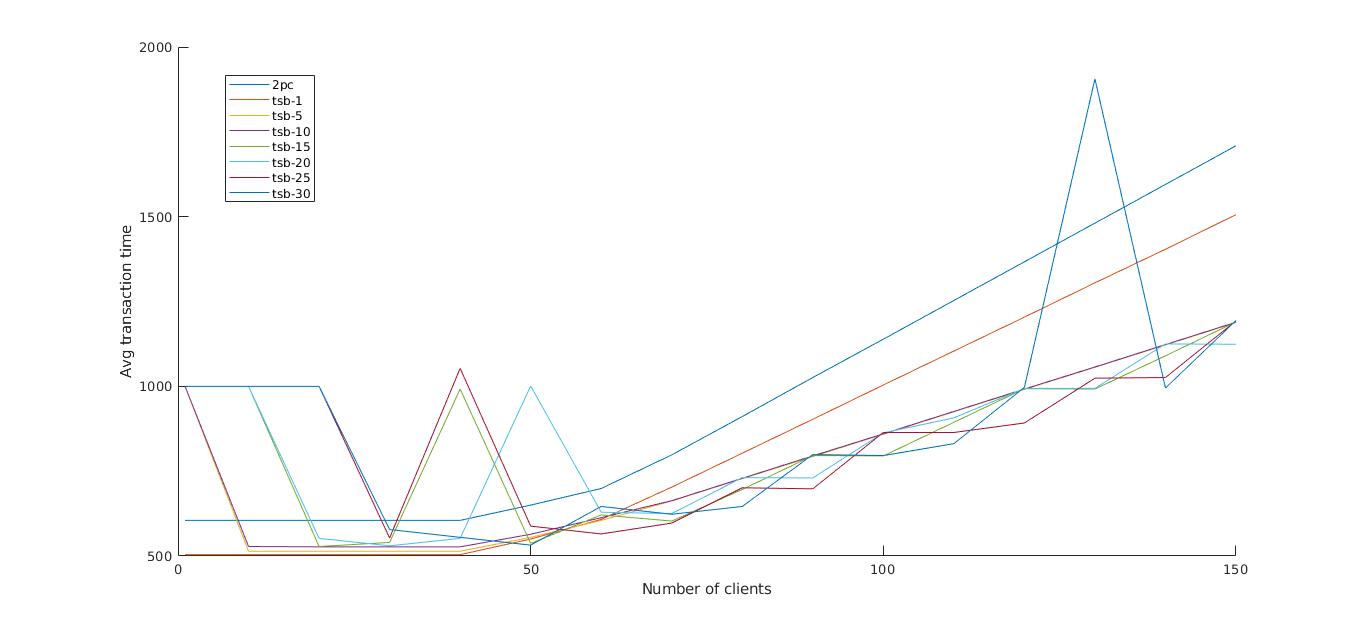 2000
1500
1000
500
Avg transaction time
2pc
tsb-1
tsb-5
tsb-10
tsb-15
tsb-20
tsb-25
tsb-30
0 50 100 150
Number of clients